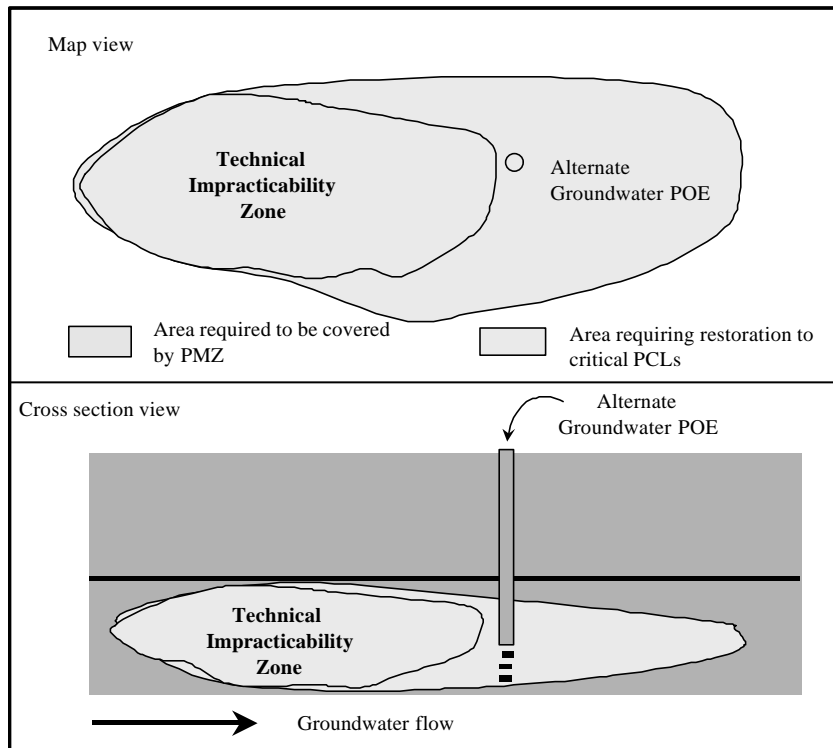 Map view
Technical
Impracticability
Zone
Alternate
Groundwater POE
Area required to be covered
by PMZ
Area requiring restoration to
critical PCLs
Cross section view
Alternate
Groundwater POE
Technical
Impracticability
Zone
Groundwater flow